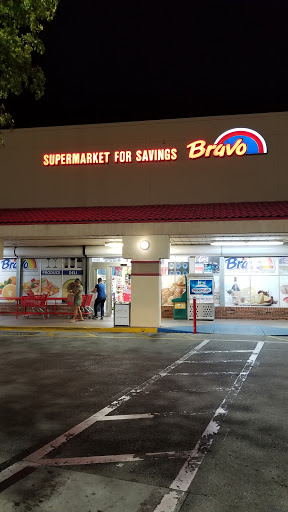 SUPERMARKET FOR SAVINGS Bravo
Bravo
PRODUCE DELI
Bravo